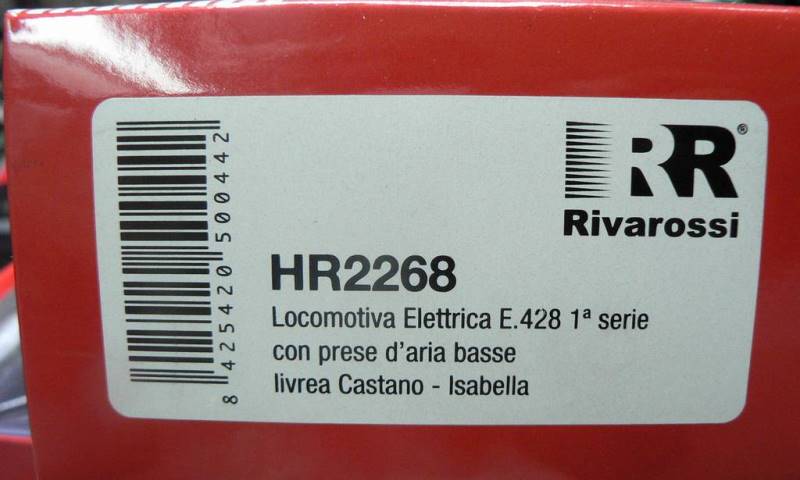 RR®
Rivarossi
8 425420 500442
HR2268
Locomotiva Elettrica E.428 1ª serie
con prese d'aria basse
livrea Castano - Isabella